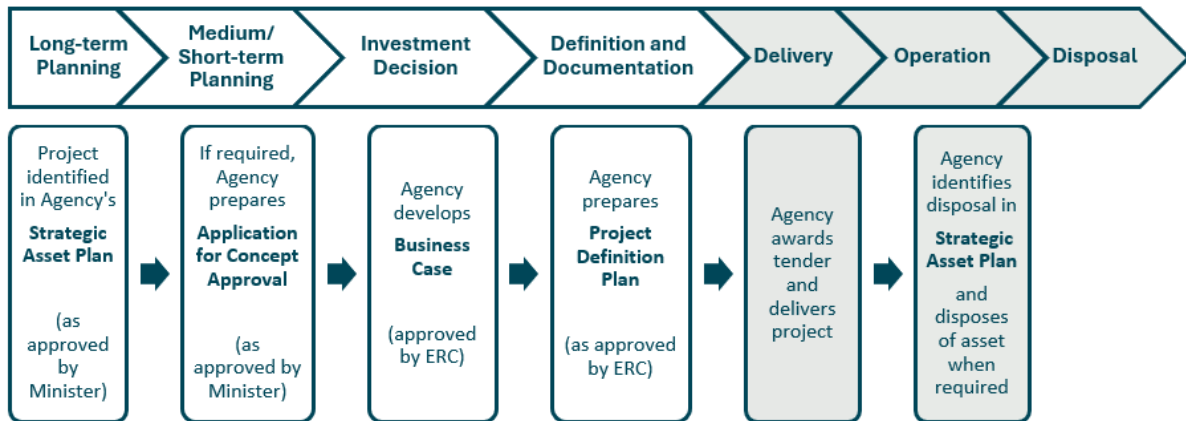 Long-term
Planning
Medium/
Short-term
Planning
Investment
Decision
Definition and
Documentation
Delivery
Operation
Disposal
Project
identified
in Agency's
Strategic
Asset Plan
(as
approved
by
Minister)
If required,
Agency
prepares
Application
for Concept
Approval
(as
approved by
Minister)
Agency
develops
Business
Case
(approved
by ERC)
Agency
prepares
Project
Definition
Plan
(as approved
by ERC)
Agency
awards
tender
and
delivers
project
Agency
identifies
disposal in
Strategic
Asset Plan
and
disposes
of asset
when
required